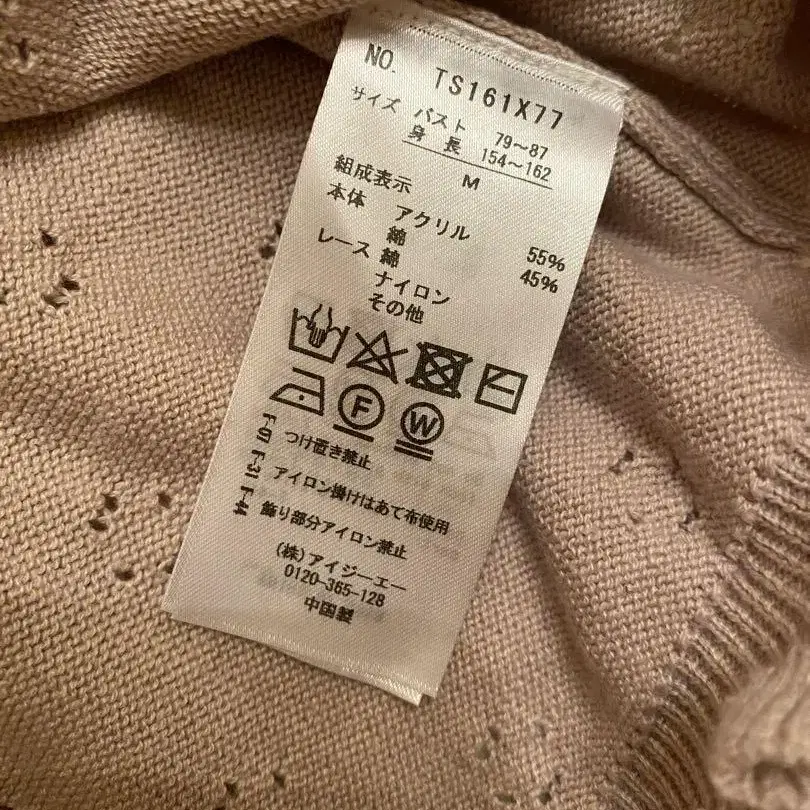 NO. TS161X77
サイズ バスト 79~87
身長 154~162
M
組成表示
本体 アクリル 55%
綿 45%
レース 綿
ナイロン
その他
F
W
F-07 つけ置き禁止
F-31 アイロン掛けはあて布使用
F-44 飾り部分アイロン禁止
(株)アイジーエー
0120-365-128
中国製